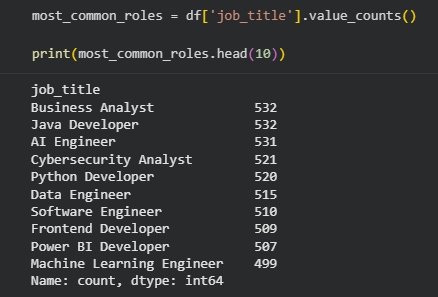 most_common_roles = df['job_title'].value_counts()
print(most_common_roles.head(10))
job_title
Business Analyst 532
Java Developer 532
AI Engineer 531
Cybersecurity Analyst 521
Python Developer 520
Data Engineer 515
Software Engineer 510
Frontend Developer 509
Power BI Developer 507
Machine Learning Engineer 499
Name: count, dtype: int64